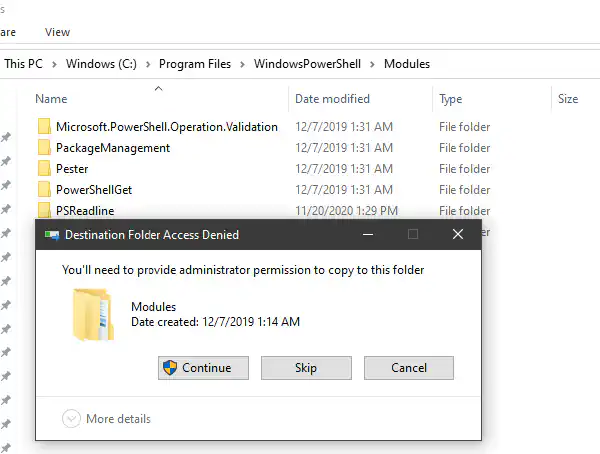 s
are View
This PC > Windows (C:) > Program Files > WindowsPowerShell > Modules
Name Date modified Type Size
Microsoft.PowerShell.Operation.Validation 12/7/2019 1:31 AM File folder
PackageManagement 12/7/2019 1:31 AM File folder
Pester 12/7/2019 1:31 AM File folder
PowerShellGet 12/7/2019 1:31 AM File folder
PSReadline 11/20/2020 1:29 PM File folder
Destination Folder Access Denied
der
You'll need to provide administrator permission to copy to this folder
Modules
Date created: 12/7/2019 1:14 AM
Continue Skip Cancel
More details